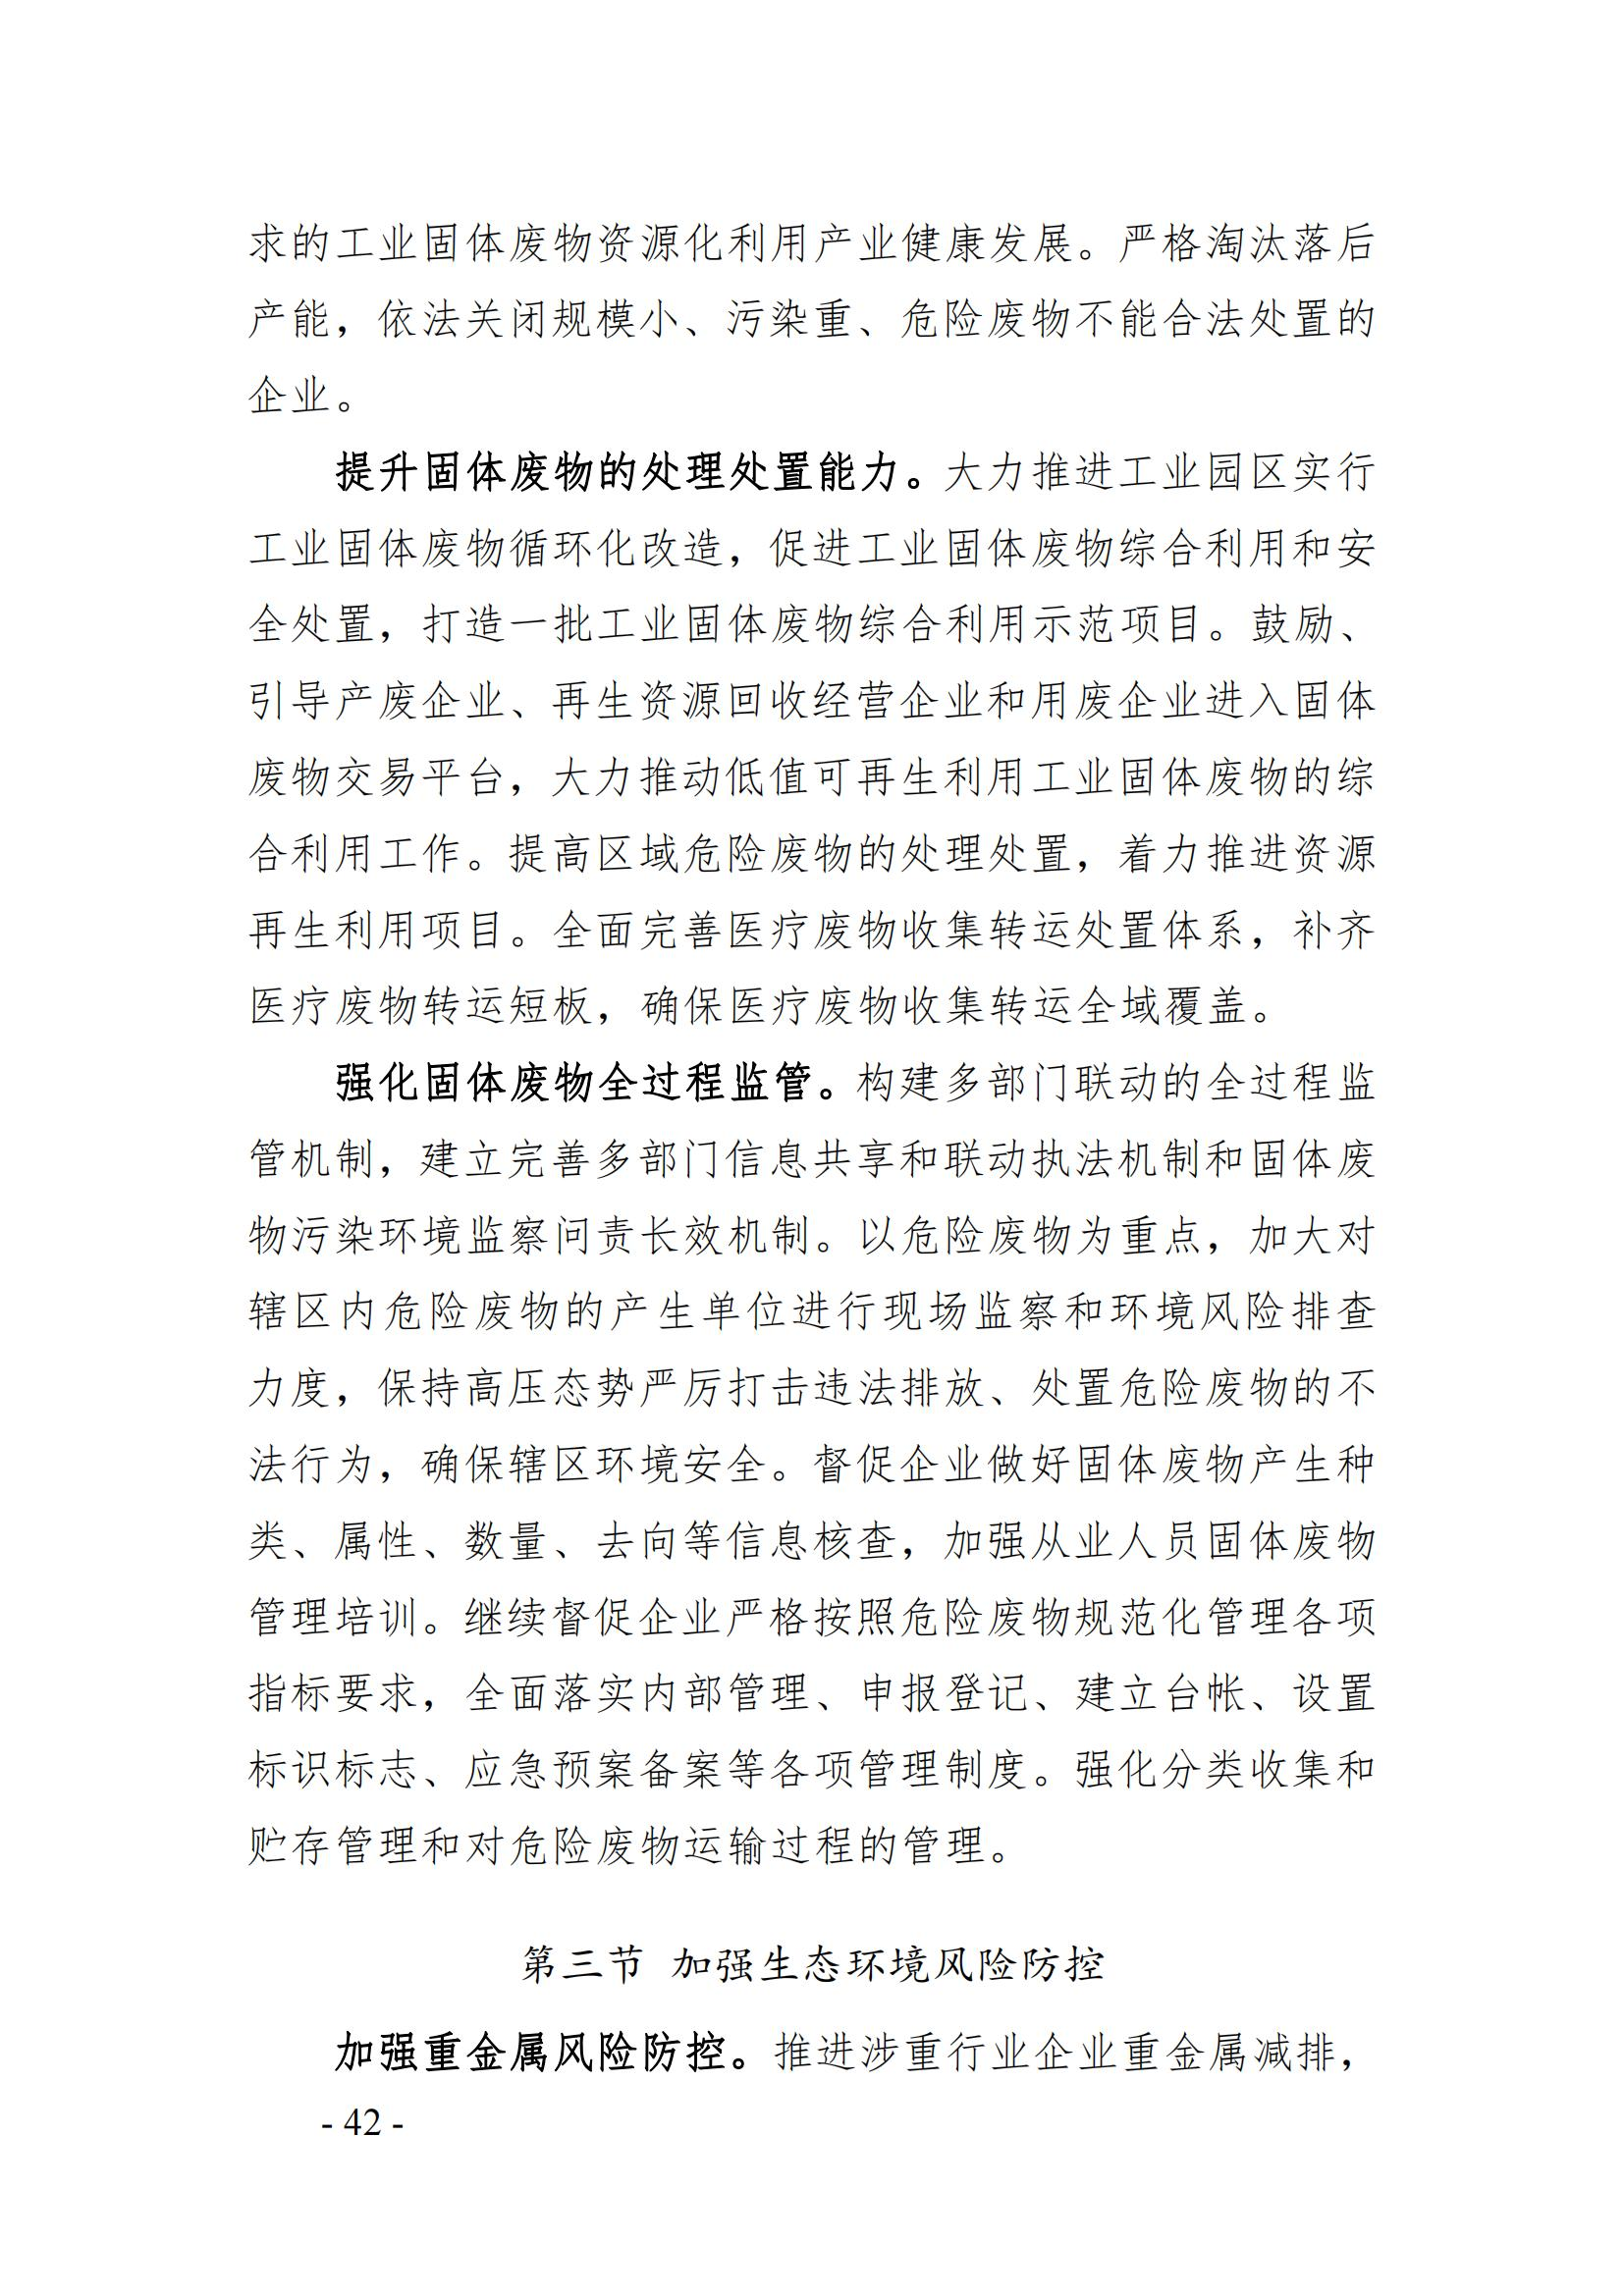 求的工业固体废物资源化利用产业健康发展。严格淘汰落后
产能，依法关闭规模小、污染重、危险废物不能合法处置的
企业。
提升固体废物的处理处置能力。大力推进工业园区实行
工业固体废物循环化改造，促进工业固体废物综合利用和安
全处置，打造一批工业固体废物综合利用示范项目。鼓励、
引导产废企业、再生资源回收经营企业和用废企业进入固体
废物交易平台，大力推动低值可再生利用工业固体废物的综
合利用工作。提高区域危险废物的处理处置，着力推进资源
再生利用项目。全面完善医疗废物收集转运处置体系，补齐
医疗废物转运短板，确保医疗废物收集转运全域覆盖。
强化固体废物全过程监管。构建多部门联动的全过程监
管机制，建立完善多部门信息共享和联动执法机制和固体废
物污染环境监察问责长效机制。以危险废物为重点，加大对
辖区内危险废物的产生单位进行现场监察和环境风险排查
力度，保持高压态势严厉打击违法排放、处置危险废物的不
法行为，确保辖区环境安全。督促企业做好固体废物产生种
类、属性、数量、去向等信息核查，加强从业人员固体废物
管理培训。继续督促企业严格按照危险废物规范化管理各项
指标要求，全面落实内部管理、申报登记、建立台帐、设置
标识标志、应急预案备案等各项管理制度。强化分类收集和
贮存管理和对危险废物运输过程的管理。
第三节 加强生态环境风险防控
加强重金属风险防控。推进涉重行业企业重金属减排，
- 42 -